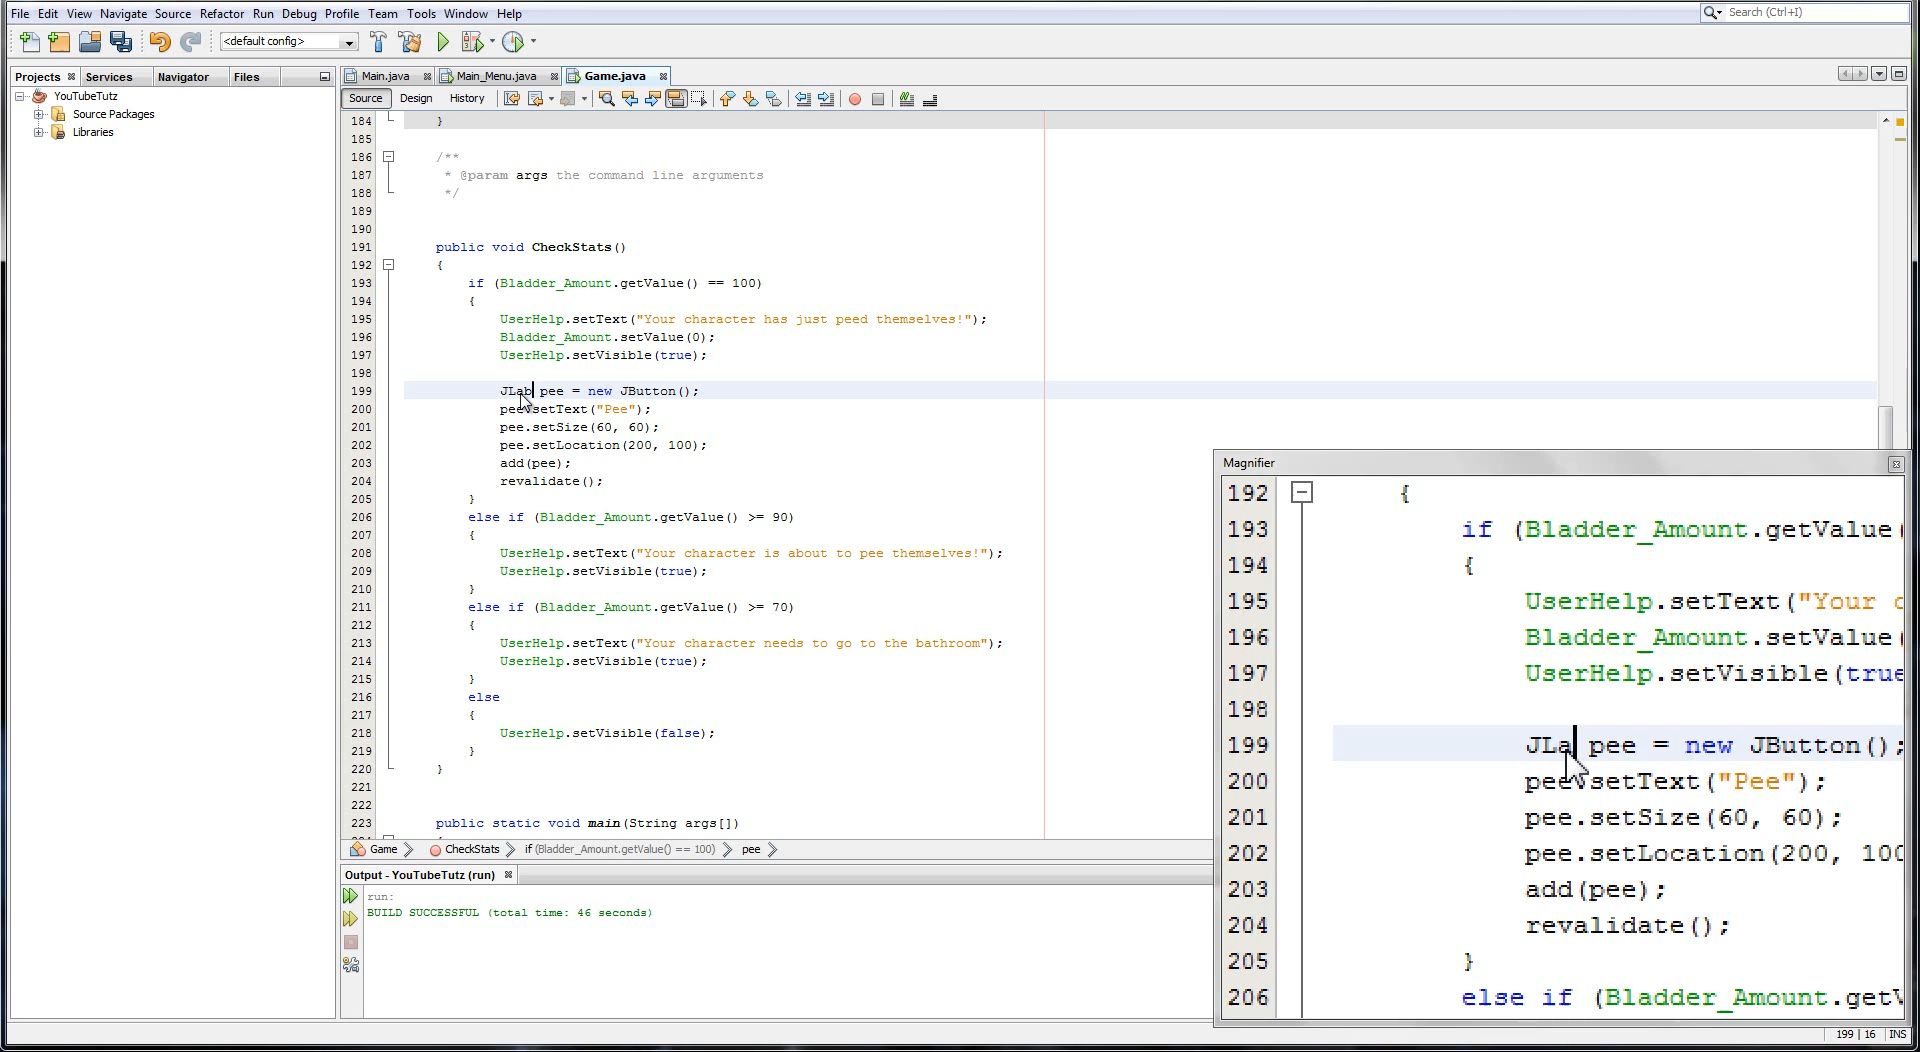 File Edit View Navigate Source Refactor Run Debug Profile Team Tools Window Help
Search (Ctrl+I)
<default config>
Projects Services Navigator Files
Main.java Main_Menu.java Game.java
YouTubeTutz
Source Packages
Libraries
Source Design History
184 }
185
186 /**
187 * @param args the command line arguments
188 */
189
190
191 public void CheckStats()
192 {
193 if (Bladder_Amount.getValue() == 100)
194 {
195 UserHelp.setText("Your character has just peed themselves!");
196 Bladder_Amount.setValue(0);
197 UserHelp.setVisible(true);
198
199 JLab pee = new JButton();
200 pee.setText("Pee");
201 pee.setSize(60, 60);
202 pee.setLocation(200, 100);
203 add(pee);
204 revalidate();
205 }
206 else if (Bladder_Amount.getValue() >= 90)
207 {
208 UserHelp.setText("Your character is about to pee themselves!");
209 UserHelp.setVisible(true);
210 }
211 else if (Bladder_Amount.getValue() >= 70)
212 {
213 UserHelp.setText("Your character needs to go to the bathroom");
214 UserHelp.setVisible(true);
215 }
216 else
217 {
218 UserHelp.setVisible(false);
219 }
220 }
221
222
223 public static void main(String args[])
Game CheckStats if (Bladder_Amount.getValue() == 100) pee
Output - YouTubeTutz (run)
run:
BUILD SUCCESSFUL (total time: 46 seconds)
Magnifier
192 {
193 if (Bladder_Amount.getValue(
194 {
195 UserHelp.setText("Your
196 Bladder_Amount.setValue(
197 UserHelp.setVisible(true
198
199 JLa pee = new JButton();
200 pee.setText("Pee");
201 pee.setSize(60, 60);
202 pee.setLocation(200, 100
203 add(pee);
204 revalidate();
205 }
206 else if (Bladder_Amount.get
199 | 16 INS